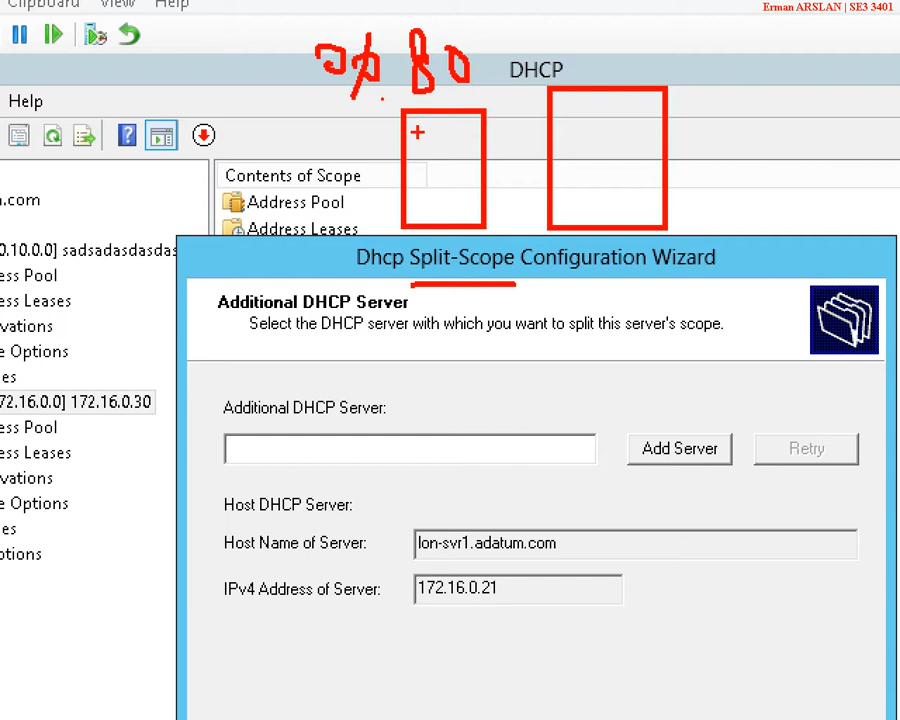 Clipboard View Help
Erman ARSLAN | SE3 3401
% 80
DHCP
Help
Contents of Scope
.com
Address Pool
Address Leases
0.10.0.0] sadsadasdasdas
ess Pool
ess Leases
vations
e Options
es
72.16.0.0] 172.16.0.30
ess Pool
ess Leases
vations
e Options
es
otions
Dhcp Split-Scope Configuration Wizard
Additional DHCP Server
Select the DHCP server with which you want to split this server's scope.
Additional DHCP Server:
Add Server
Retry
Host DHCP Server:
Host Name of Server:
lon-svr1.adatum.com
IPv4 Address of Server:
172.16.0.21